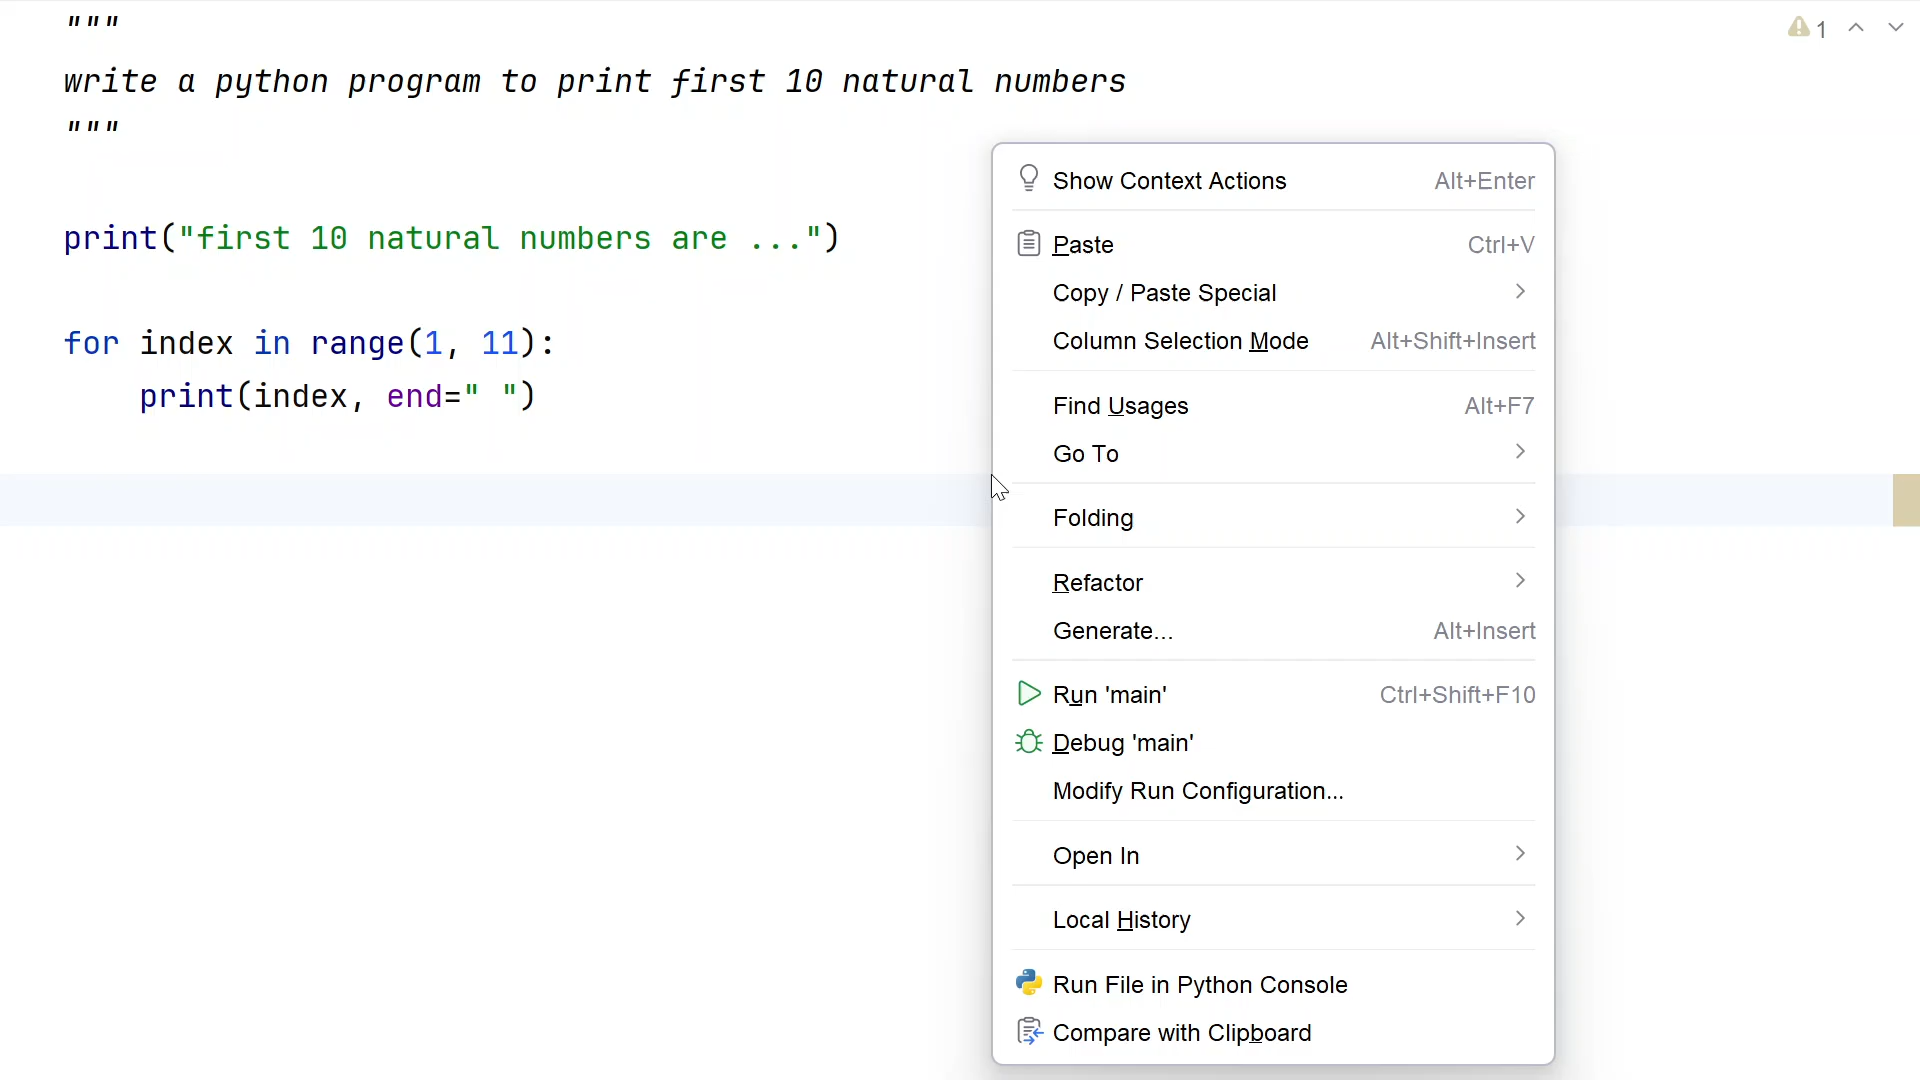 """
write a python program to print first 10 natural numbers
"""
print("first 10 natural numbers are ...")
for index in range(1, 11):
    print(index, end=" ")
1
Show Context Actions Alt+Enter
Paste Ctrl+V
Copy / Paste Special
Column Selection Mode Alt+Shift+Insert
Find Usages Alt+F7
Go To
Folding
Refactor
Generate... Alt+Insert
Run 'main' Ctrl+Shift+F10
Debug 'main'
Modify Run Configuration...
Open In
Local History
Run File in Python Console
Compare with Clipboard